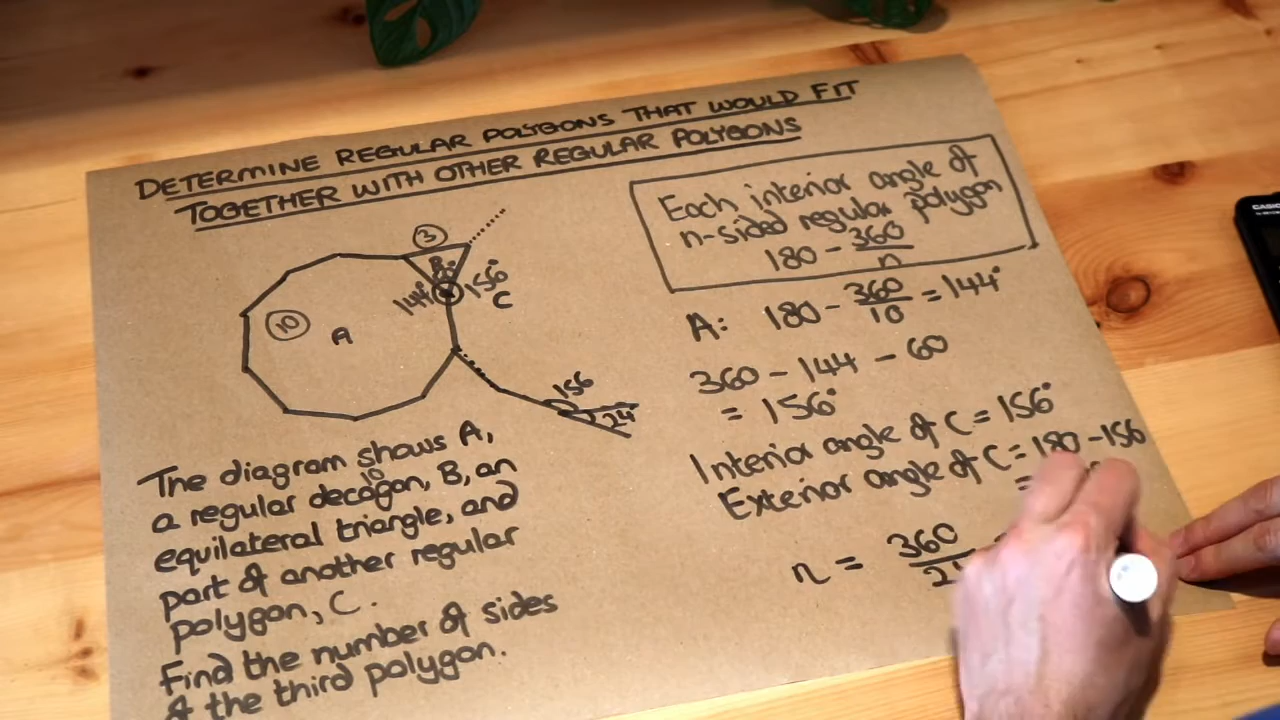 DETERMINE REGULAR POLYGONS THAT WOULD FIT
TOGETHER WITH OTHER REGULAR POLYGONS
Each interior angle of
n-sided regular polygon
180 - 360/n
3
B
60°
144°
156°
C
10
A
156
24
A: 180 - 360/10 = 144°
360 - 144 - 60
= 156°
Interior angle of C = 156°
Exterior angle of C = 180 - 156
=
n = 360/
The diagram shows A,
10
a regular decagon, B, an
equilateral triangle, and
part of another regular
polygon, C.
Find the number of sides
of the third polygon.
CASIO